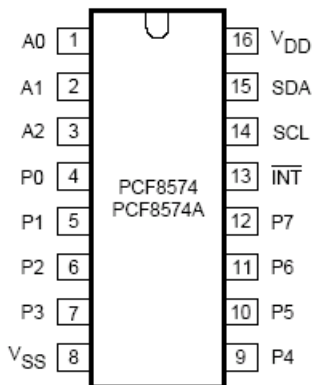 A0 1 16 VDD
A1 2 15 SDA
A2 3 14 SCL
P0 4 13 INT
PCF8574
PCF8574A
P1 5 12 P7
P2 6 11 P6
P3 7 10 P5
VSS 8 9 P4